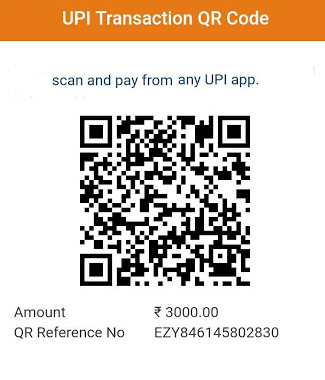 UPI Transaction QR Code
scan and pay from any UPI app.
Amount ₹ 3000.00
QR Reference No EZY846145802830